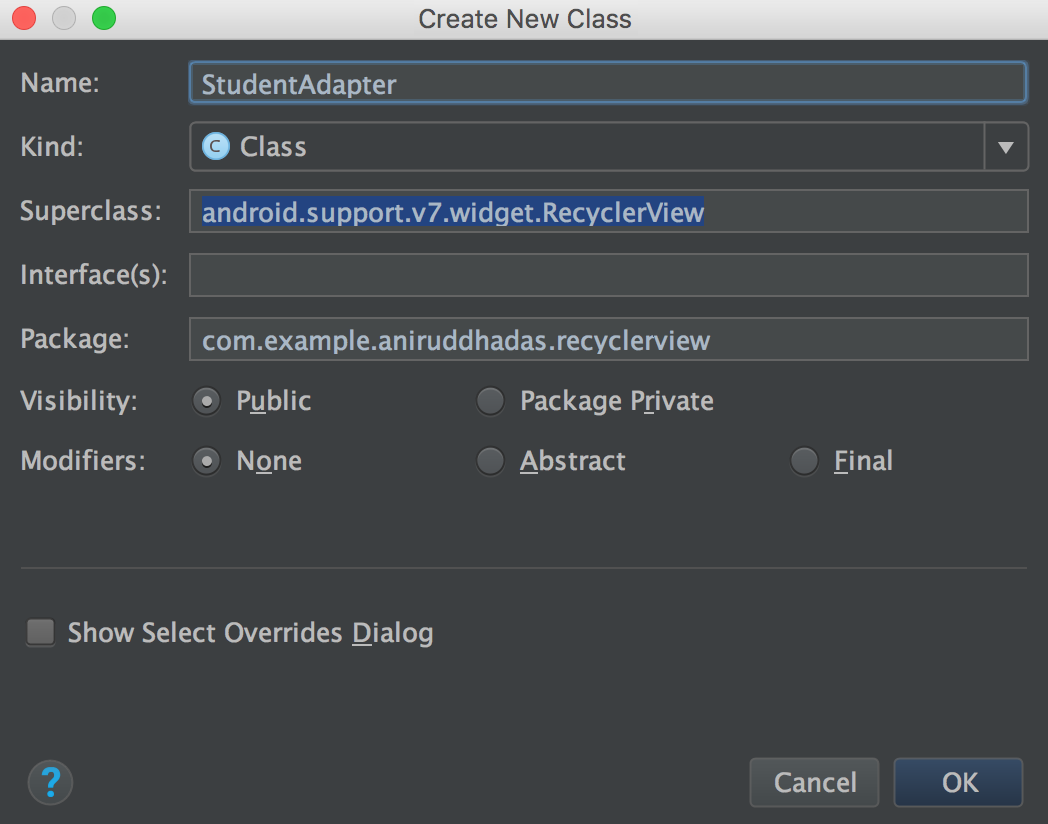 Create New Class
Name: StudentAdapter
Kind: C Class
Superclass: android.support.v7.widget.RecyclerView
Interface(s):
Package: com.example.aniruddhadas.recyclerview
Visibility: Public Package Private
Modifiers: None Abstract Final
Show Select Overrides Dialog
? Cancel OK